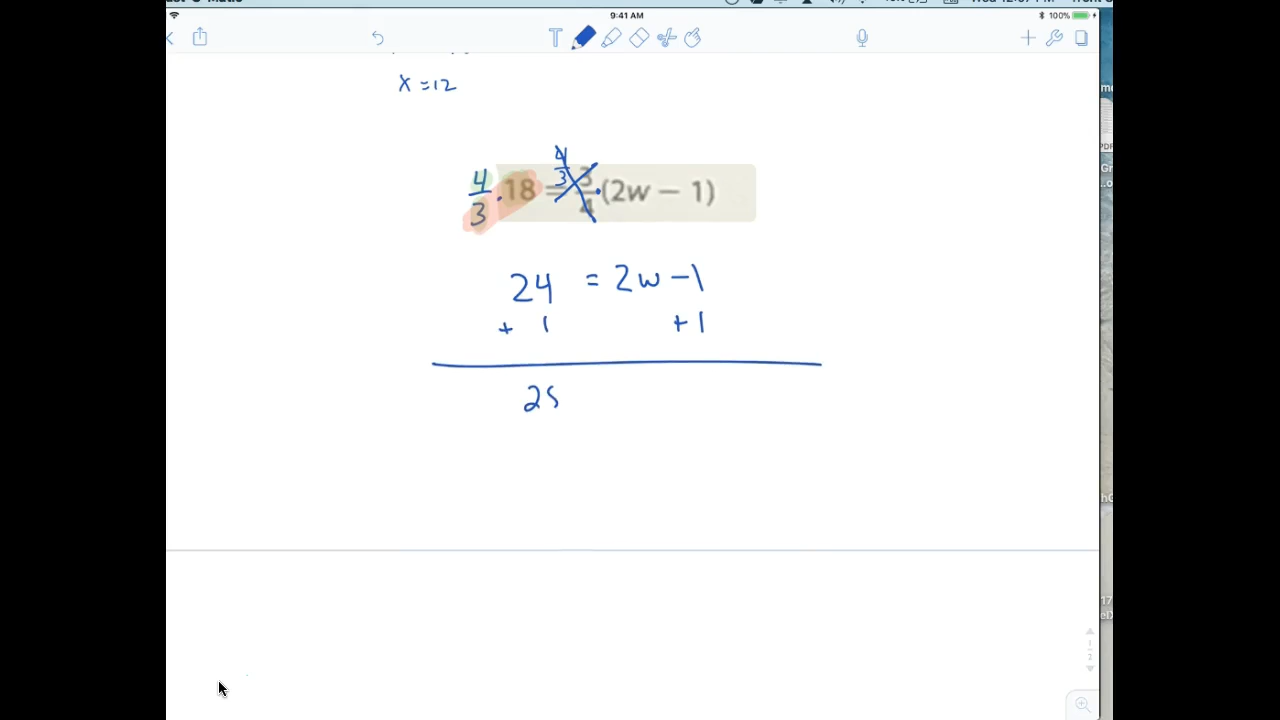 9:41 AM
100%
T
x = 12
4/3 · 18 = 4/3 · 3/4 (2w − 1)
24 = 2w − 1
+ 1 + 1
25